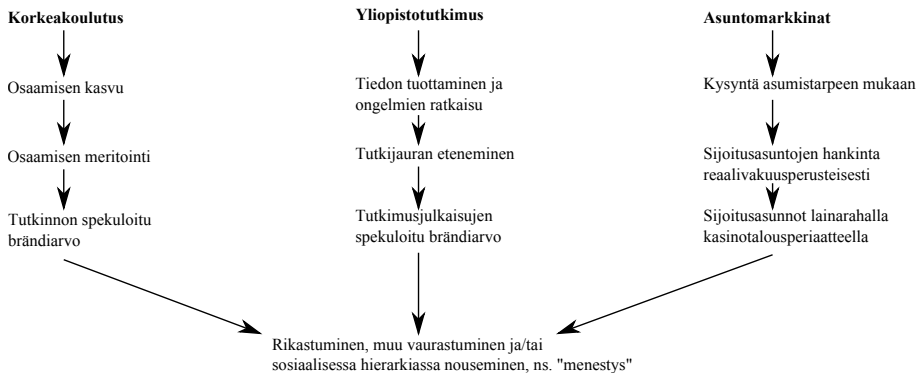 Korkeakoulutus
Osaamisen kasvu
Osaamisen meritointi
Tutkinnon spekuloitu
brändiarvo
Yliopistotutkimus
Tiedon tuottaminen ja
ongelmien ratkaisu
Tutkijauran eteneminen
Tutkimusjulkaisujen
spekuloitu brändiarvo
Asuntomarkkinat
Kysyntä asumistarpeen mukaan
Sijoitusasuntojen hankinta
reaalivakuusperusteisesti
Sijoitusasunnot lainarahalla
kasinotalousperiaatteella
Rikastuminen, muu vaurastuminen ja/tai
sosiaalisessa hierarkiassa nouseminen, ns. "menestys"